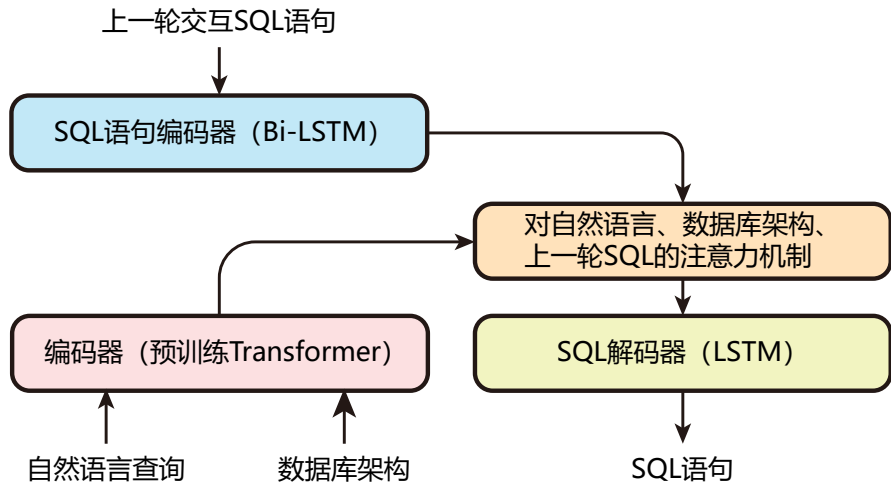 上一轮交互SQL语句
SQL语句编码器（Bi-LSTM）
对自然语言、数据库架构、
上一轮SQL的注意力机制
编码器（预训练Transformer）
SQL解码器（LSTM）
自然语言查询
数据库架构
SQL语句